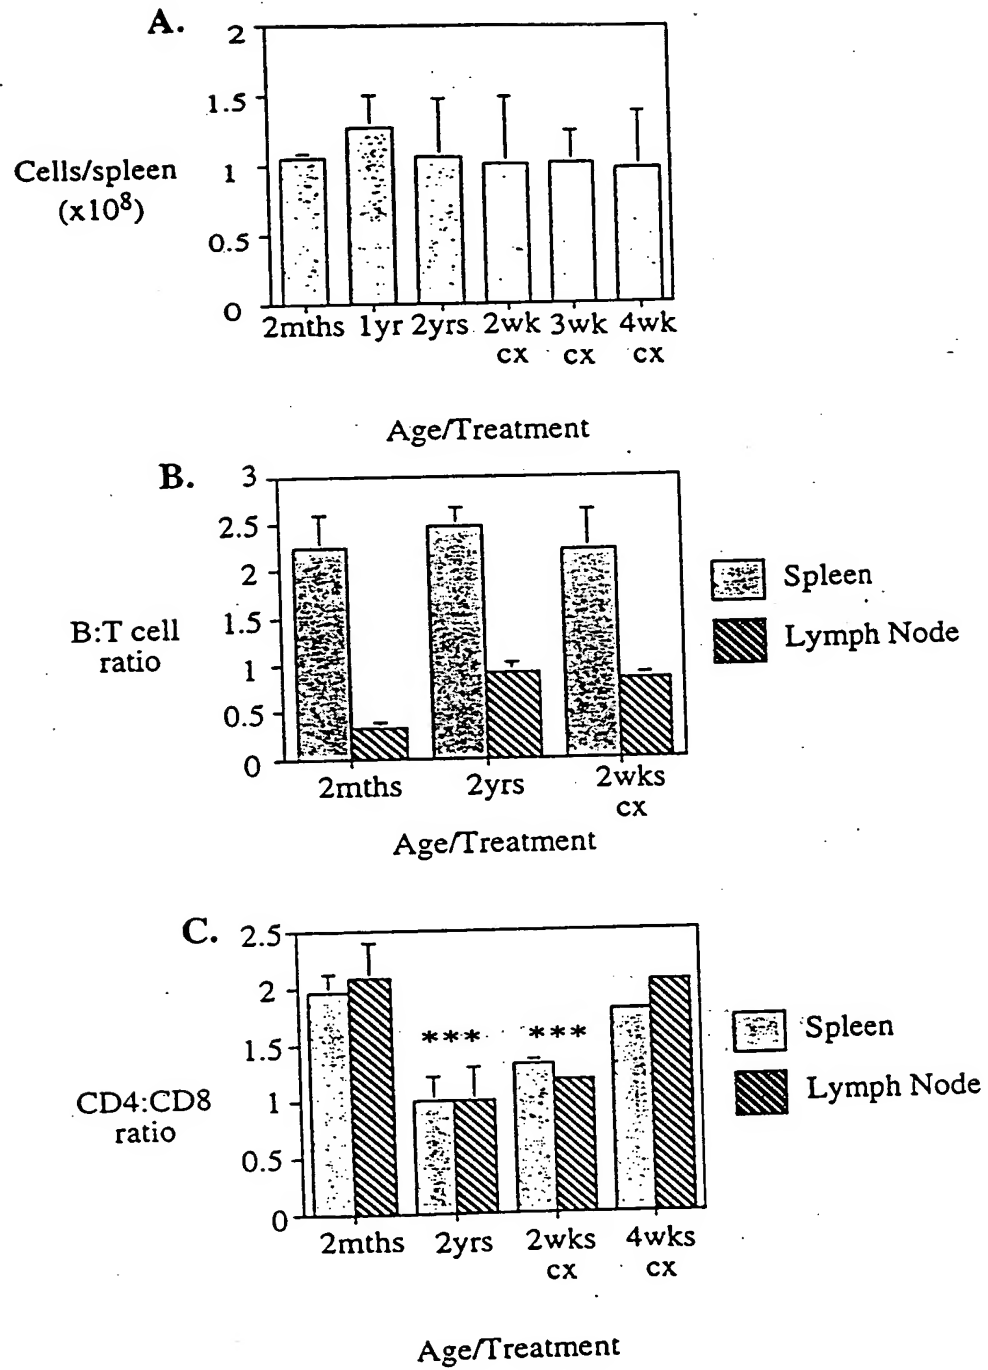 A.
2
1.5
Cells/spleen
(x10⁸)
1
0.5
0
2mths 1yr 2yrs 2wk 3wk 4wk
cx cx cx
Age/Treatment
B.
3
2.5
2
1.5
B:T cell
ratio
1
0.5
0
Spleen
Lymph Node
2mths 2yrs 2wks
cx
Age/Treatment
C.
2.5
2
1.5
*** ***
CD4:CD8
ratio
1
0.5
0
Spleen
Lymph Node
2mths 2yrs 2wks 4wks
cx cx
Age/Treatment